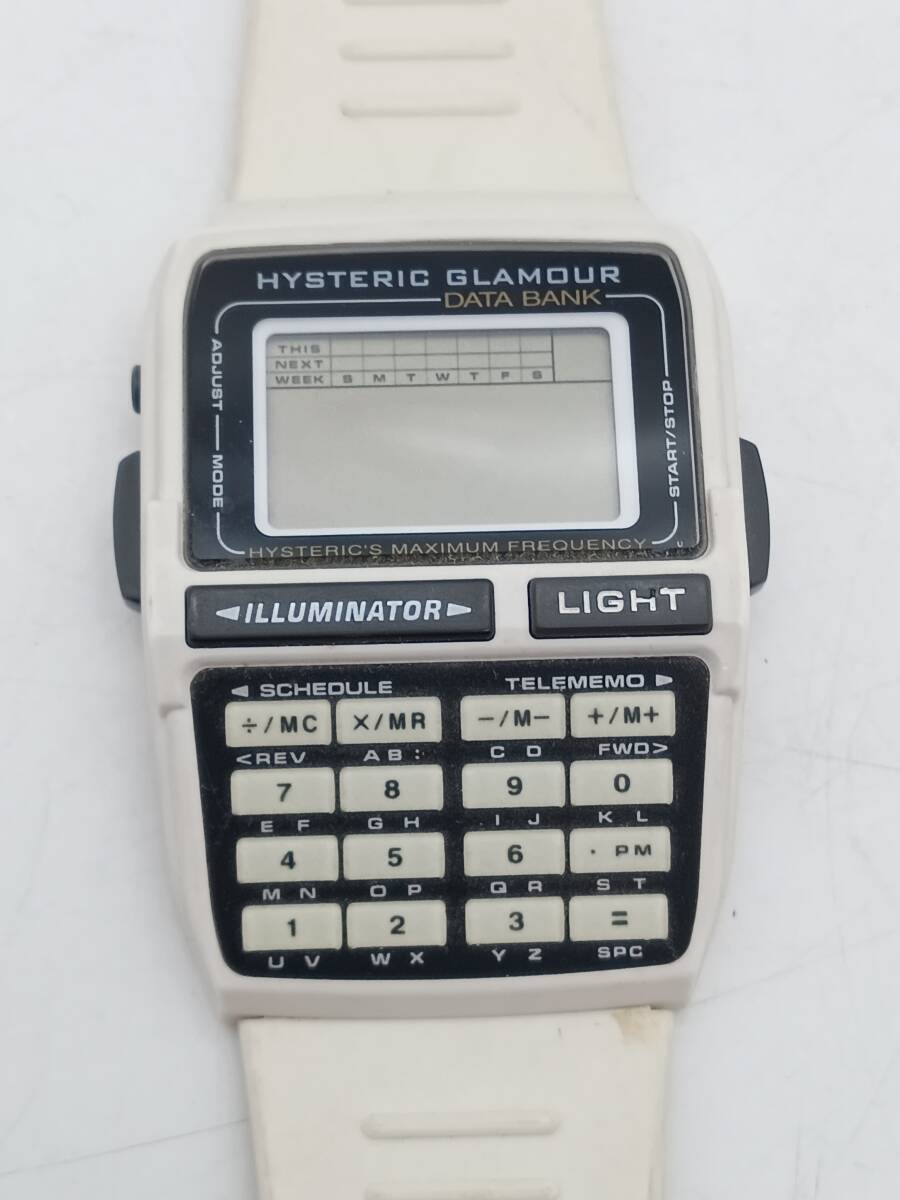 HYSTERIC GLAMOUR
DATA BANK
ADJUST
MODE
THIS
NEXT
WEEK S M T W T F S
START/STOP
HYSTERIC'S MAXIMUM FREQUENCY
C
◄ILLUMINATOR►
LIGHT
◄ SCHEDULE
TELEMEMO ►
÷/MC ×/MR −/M− +/M+
<REV A B : C D FWD>
7 8 9 0
E F G H I J K L
4 5 6 · PM
M N O P Q R S T
1 2 3 =
U V W X Y Z SPC